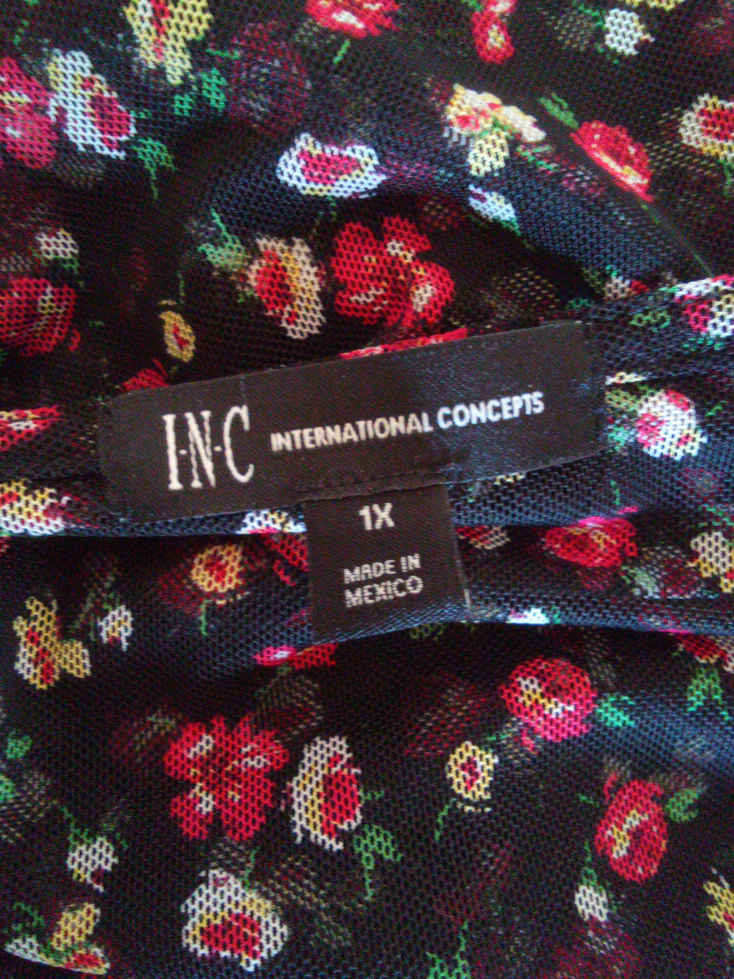 I·N·C INTERNATIONAL CONCEPTS
1X
MADE IN
MEXICO